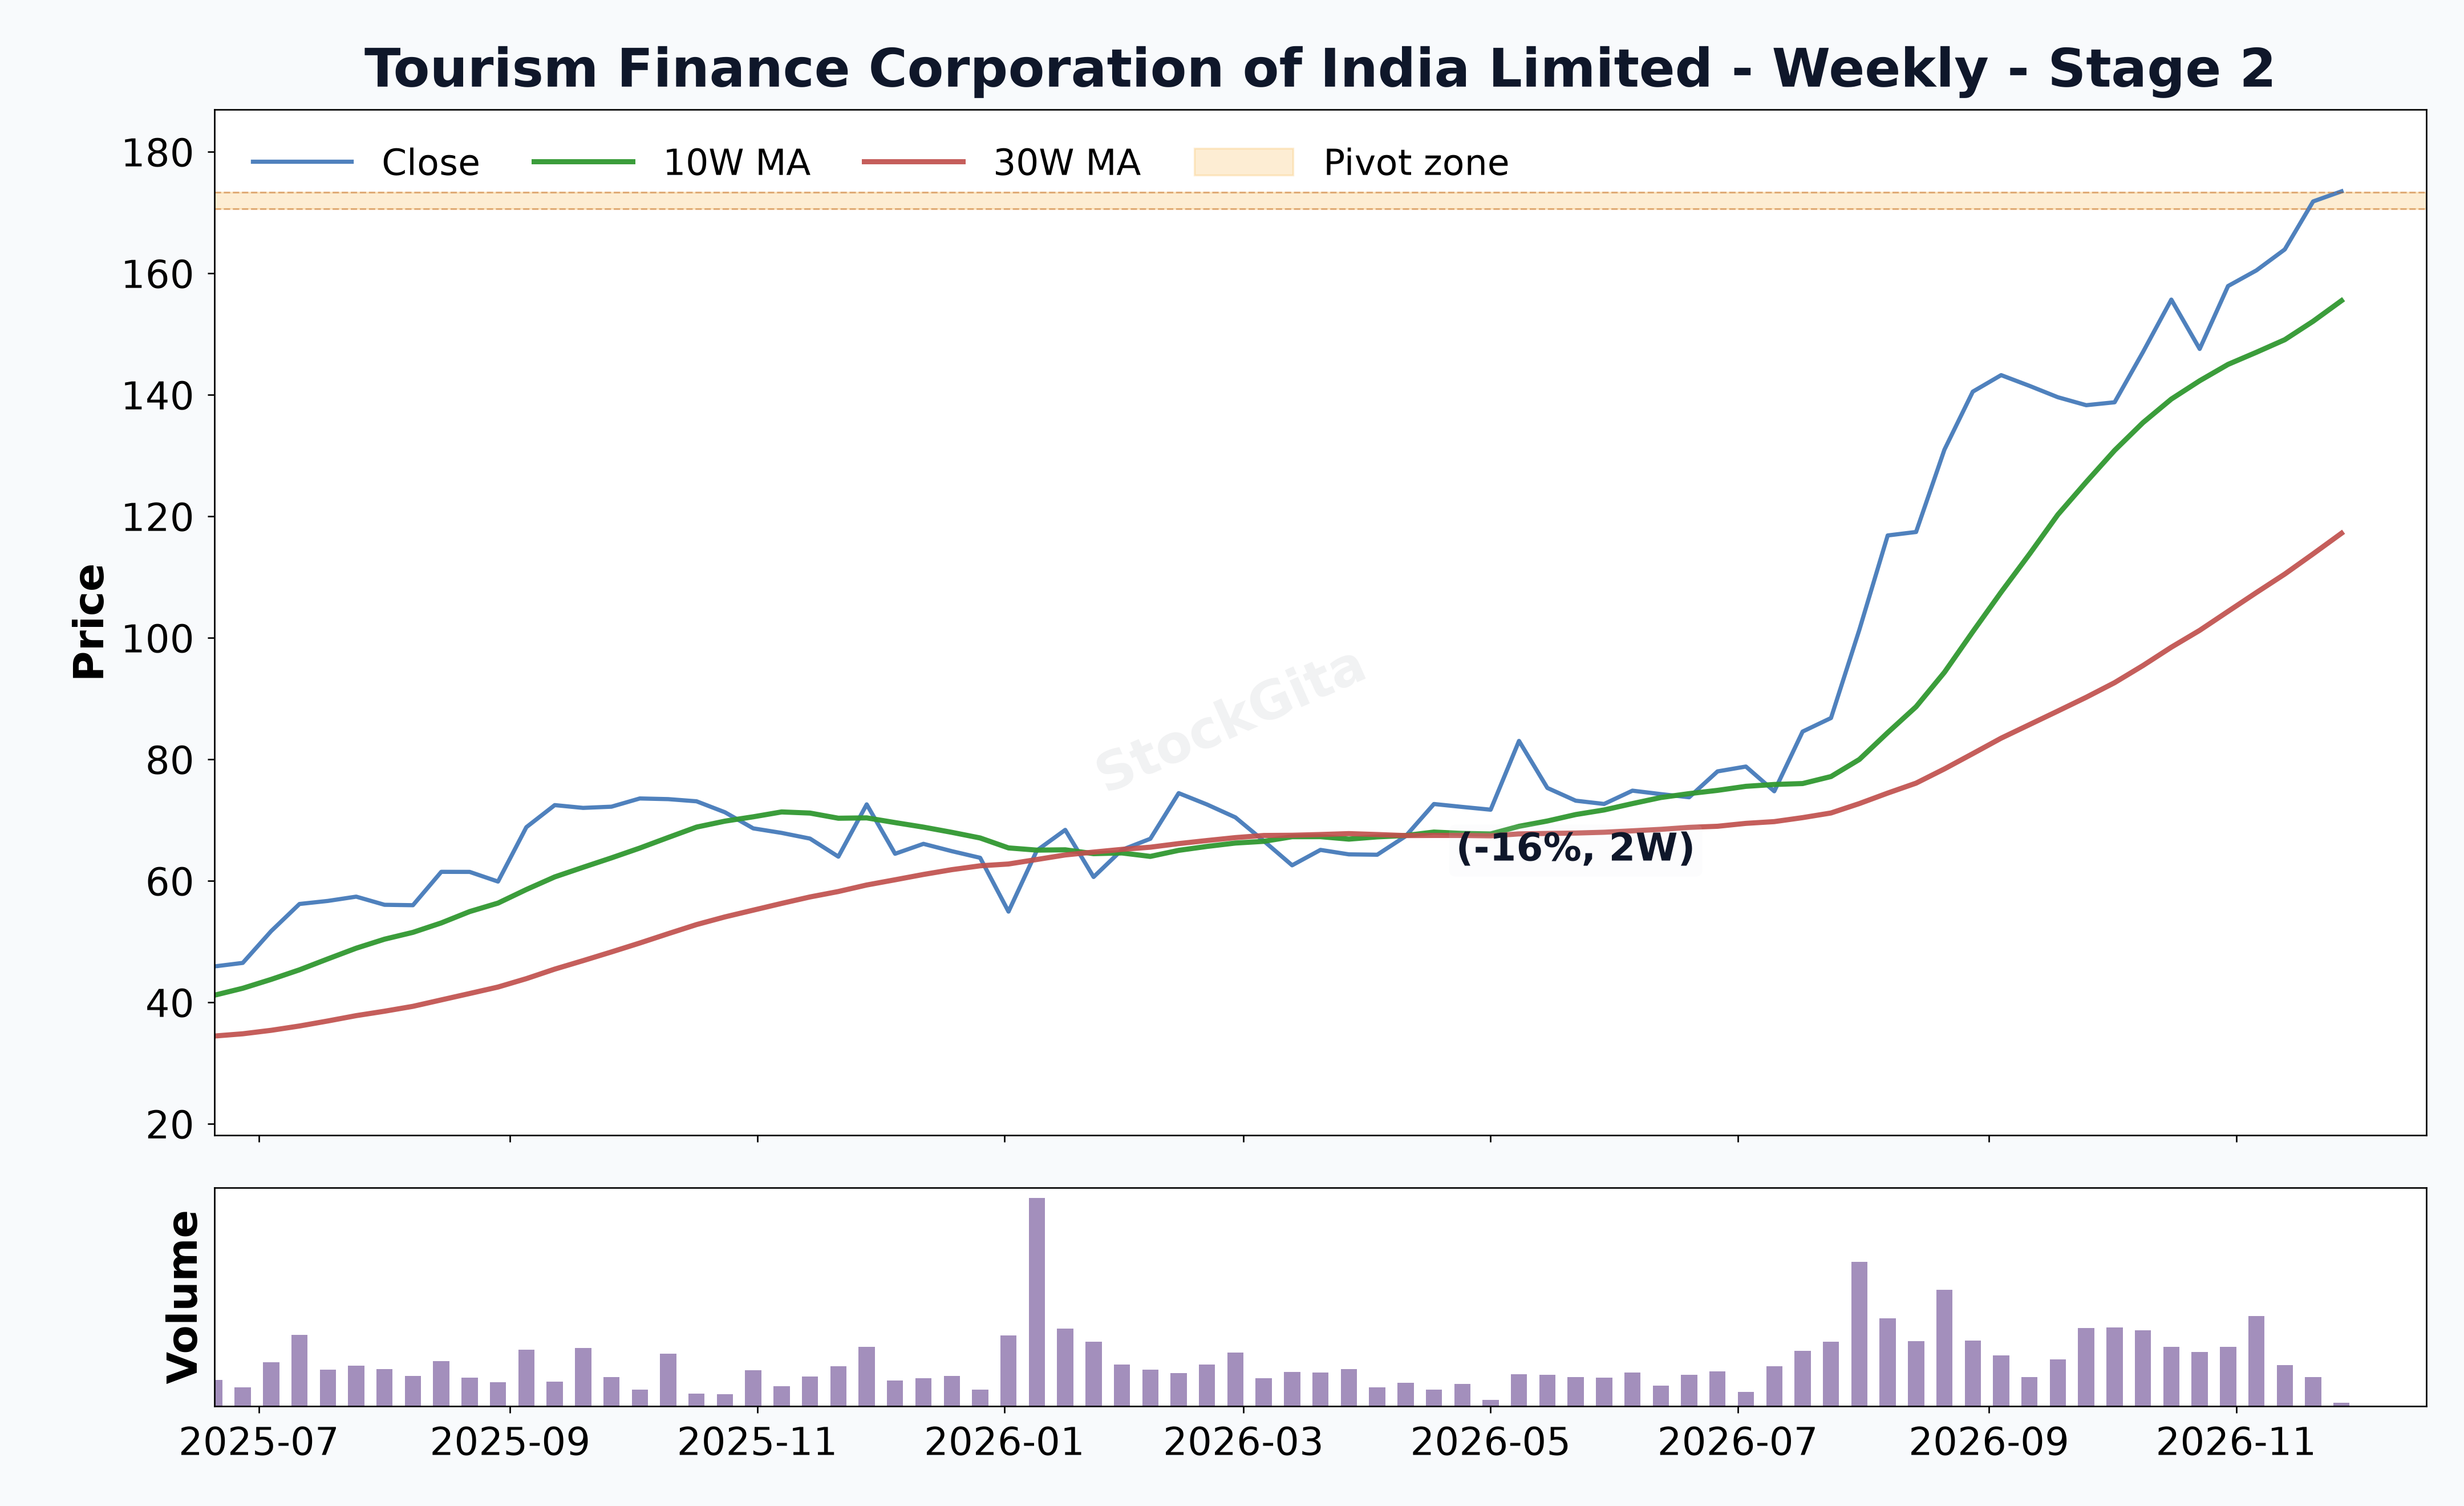 Tourism Finance Corporation of India Limited - Weekly - Stage 2
Close 10W MA 30W MA Pivot zone
Price
180
160
140
120
100
80
60
40
20
StockGita
(-16%, 2W)
Volume
2025-07 2025-09 2025-11 2026-01 2026-03 2026-05 2026-07 2026-09 2026-11